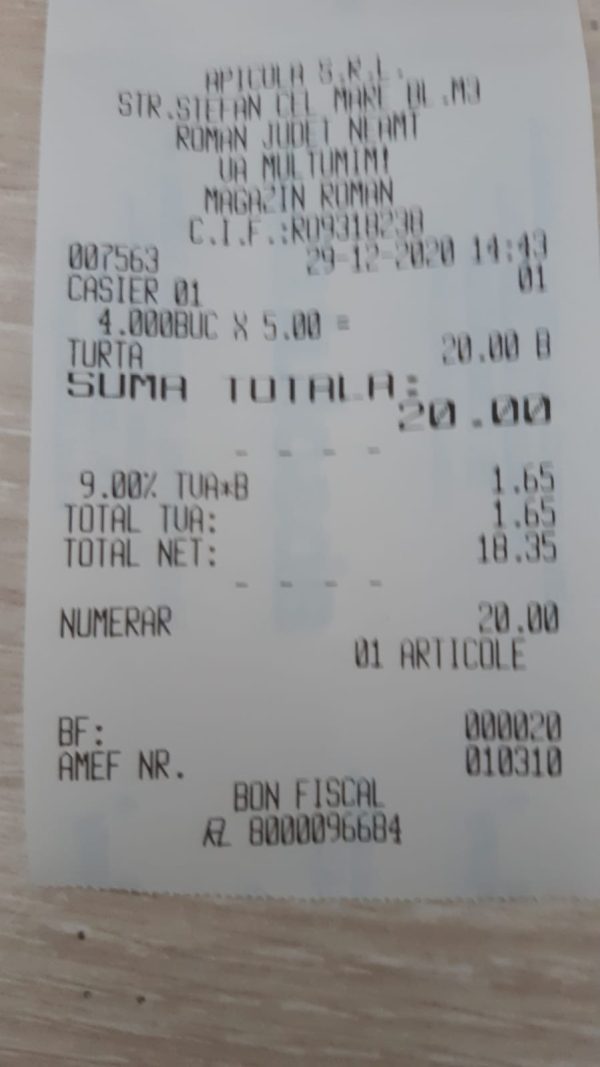 APICULA S.R.L.
STR.STEFAN CEL MARE BL.M3
ROMAN JUDET NEAMT
VA MULTUMIM!
MAGAZIN ROMAN
C.I.F.:RO9318238
007563 29-12-2020 14:43
CASIER 01 01
4.000BUC X 5.00 =
TURTA 20.00 B
SUMA TOTALA:
20.00
- - - -
9.00% TVA*B 1.65
TOTAL TVA: 1.65
TOTAL NET: 18.35
- - - -
NUMERAR 20.00
01 ARTICOLE
BF: 000020
AMEF NR. 010310
BON FISCAL
8000096684